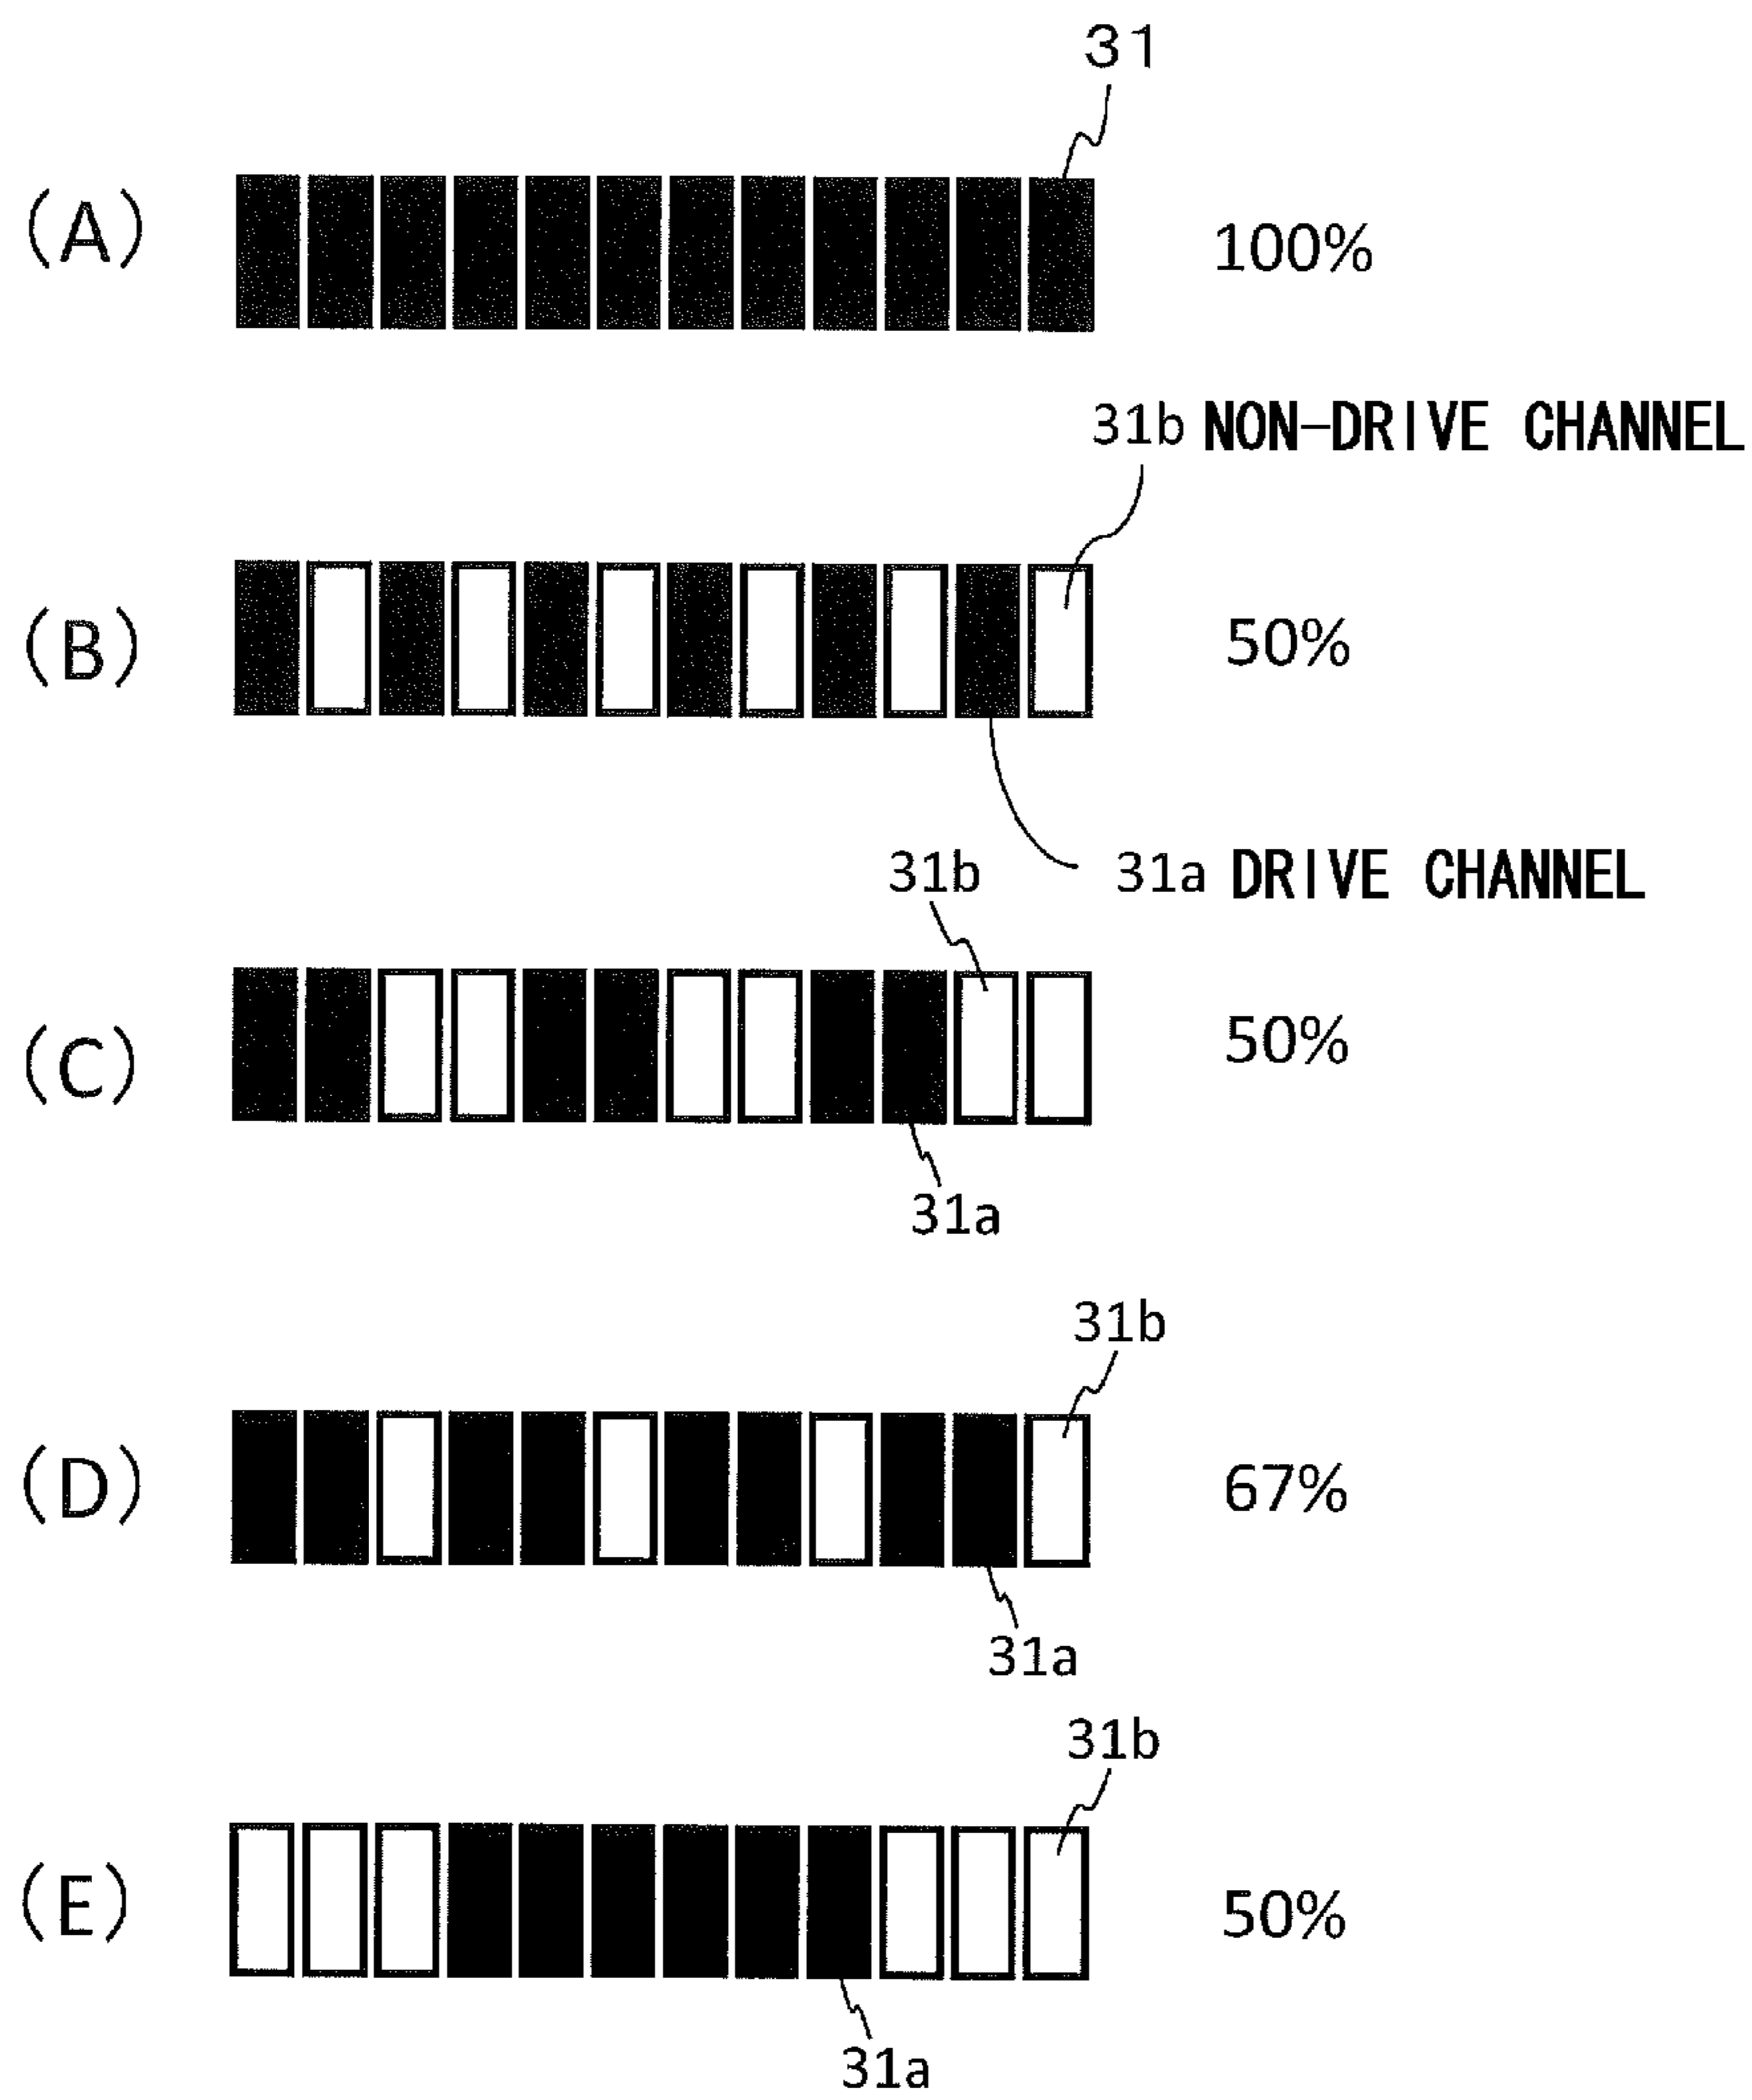 31
(A)
100%
31b NON-DRIVE CHANNEL
(B)
50%
31a DRIVE CHANNEL
31b
(C)
50%
31a
31b
(D)
67%
31a
31b
(E)
50%
31a